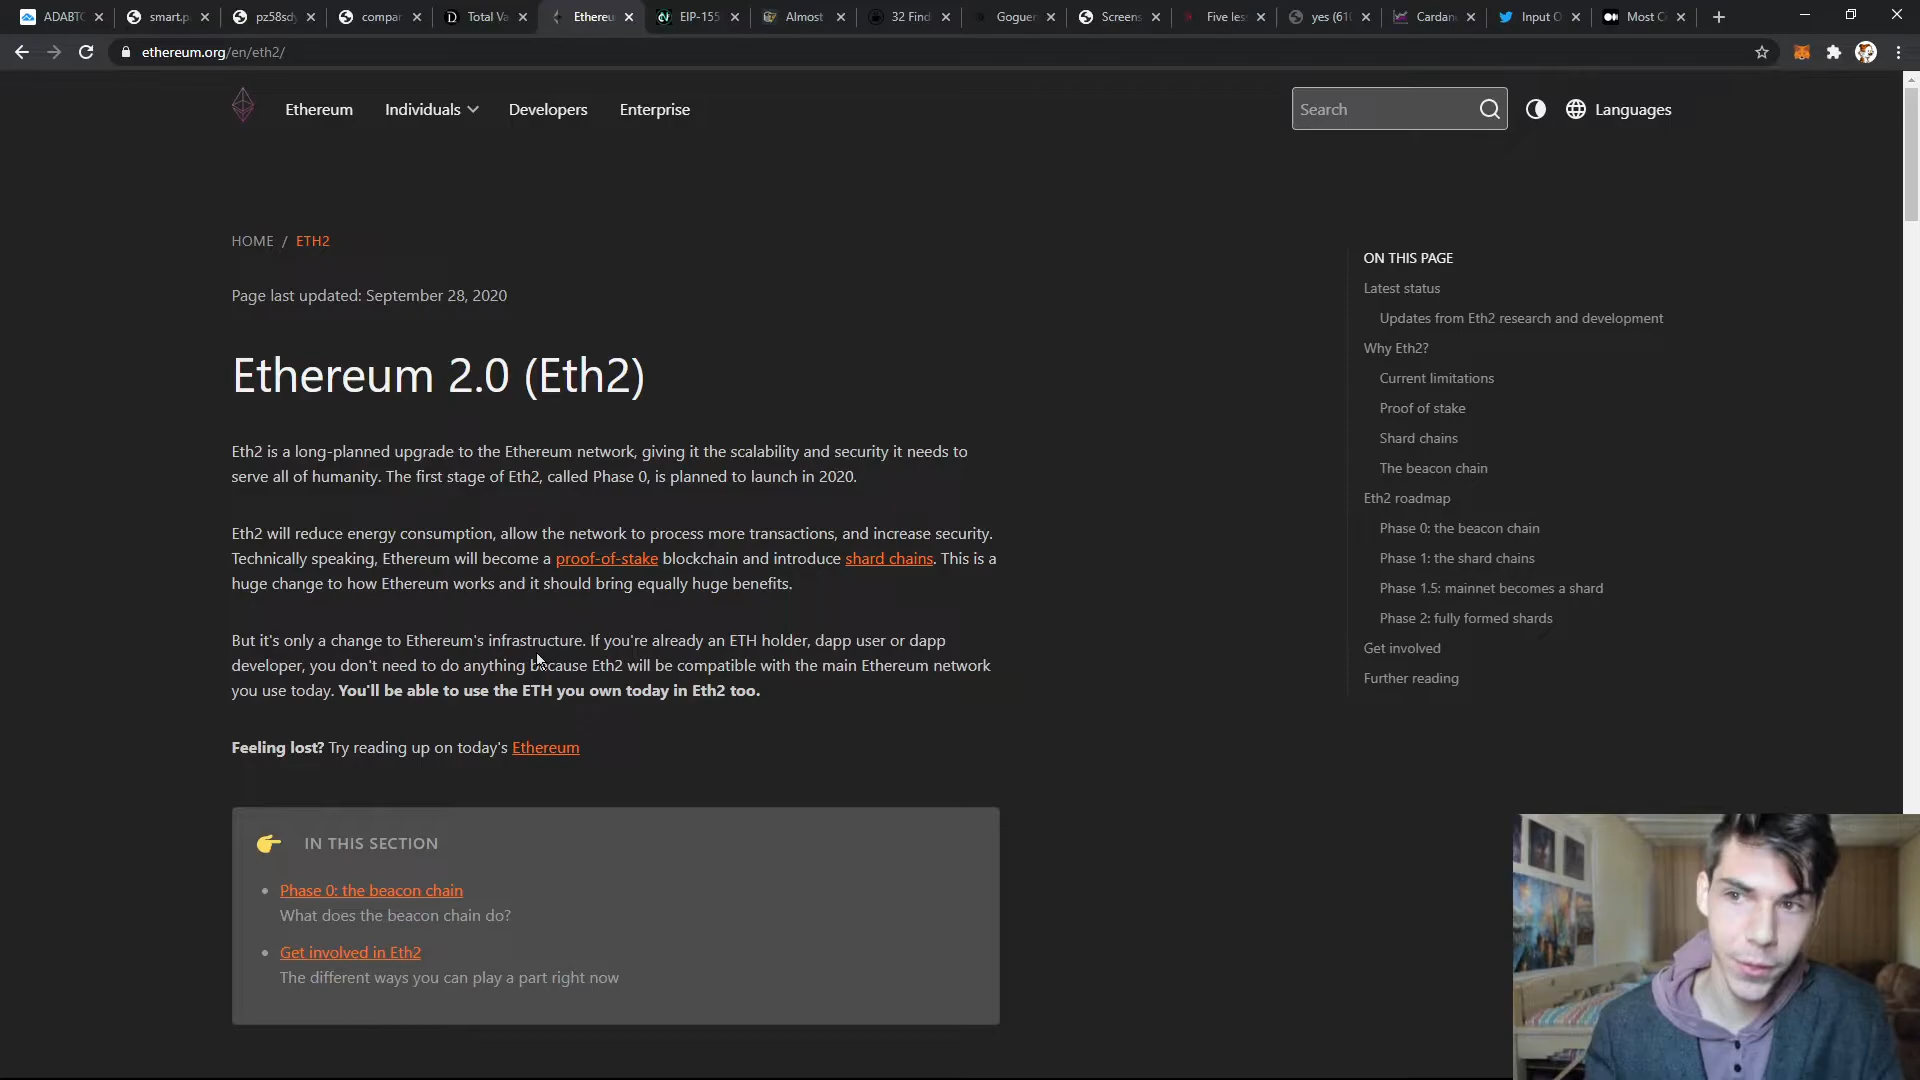 ADABTC
smart.p
pz58sdy
compar
Total Va
Ethereu
EIP-155
Almost
32 Find
Goguen
Screens
Five les
yes (61
Cardan
Input O
Most C
ethereum.org/en/eth2/
Ethereum
Individuals
Developers
Enterprise
Search
Languages
HOME / ETH2
Page last updated: September 28, 2020
Ethereum 2.0 (Eth2)
Eth2 is a long-planned upgrade to the Ethereum network, giving it the scalability and security it needs to
serve all of humanity. The first stage of Eth2, called Phase 0, is planned to launch in 2020.
Eth2 will reduce energy consumption, allow the network to process more transactions, and increase security.
Technically speaking, Ethereum will become a proof-of-stake blockchain and introduce shard chains. This is a
huge change to how Ethereum works and it should bring equally huge benefits.
But it's only a change to Ethereum's infrastructure. If you're already an ETH holder, dapp user or dapp
developer, you don't need to do anything because Eth2 will be compatible with the main Ethereum network
you use today. You'll be able to use the ETH you own today in Eth2 too.
Feeling lost? Try reading up on today's Ethereum
IN THIS SECTION
Phase 0: the beacon chain
What does the beacon chain do?
Get involved in Eth2
The different ways you can play a part right now
ON THIS PAGE
Latest status
Updates from Eth2 research and development
Why Eth2?
Current limitations
Proof of stake
Shard chains
The beacon chain
Eth2 roadmap
Phase 0: the beacon chain
Phase 1: the shard chains
Phase 1.5: mainnet becomes a shard
Phase 2: fully formed shards
Get involved
Further reading